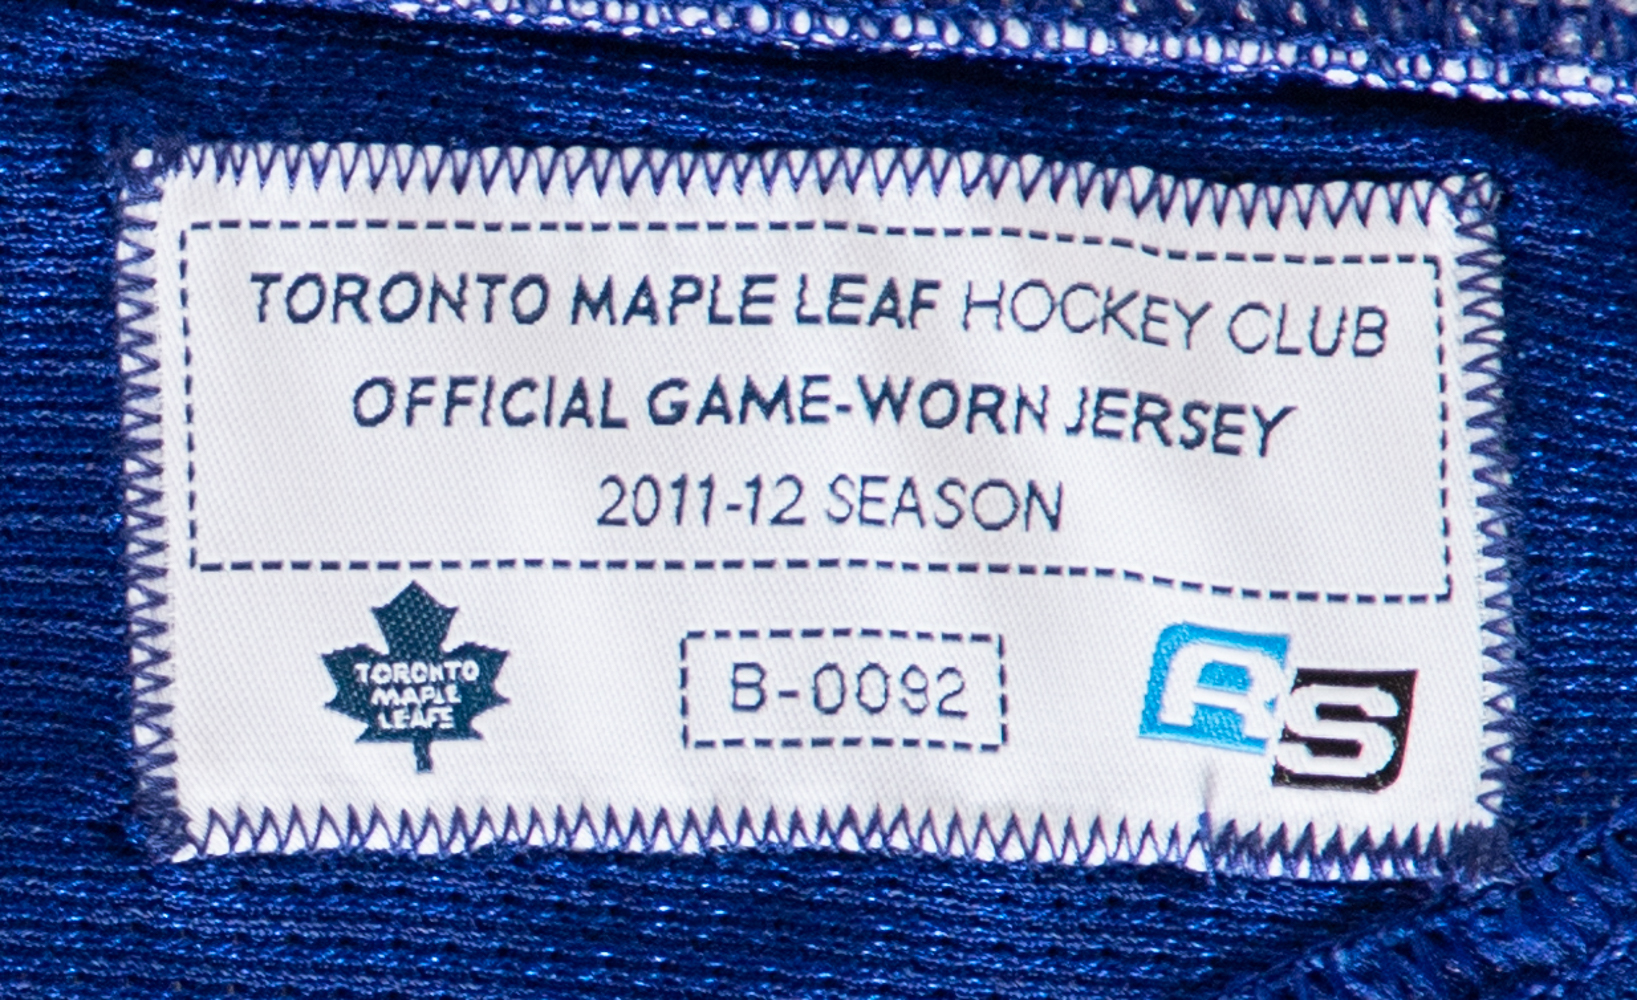 TORONTO MAPLE LEAF HOCKEY CLUB
OFFICIAL GAME-WORN JERSEY
2011-12 SEASON
TORONTO
MAPLE
LEAFS
B-0092
RS